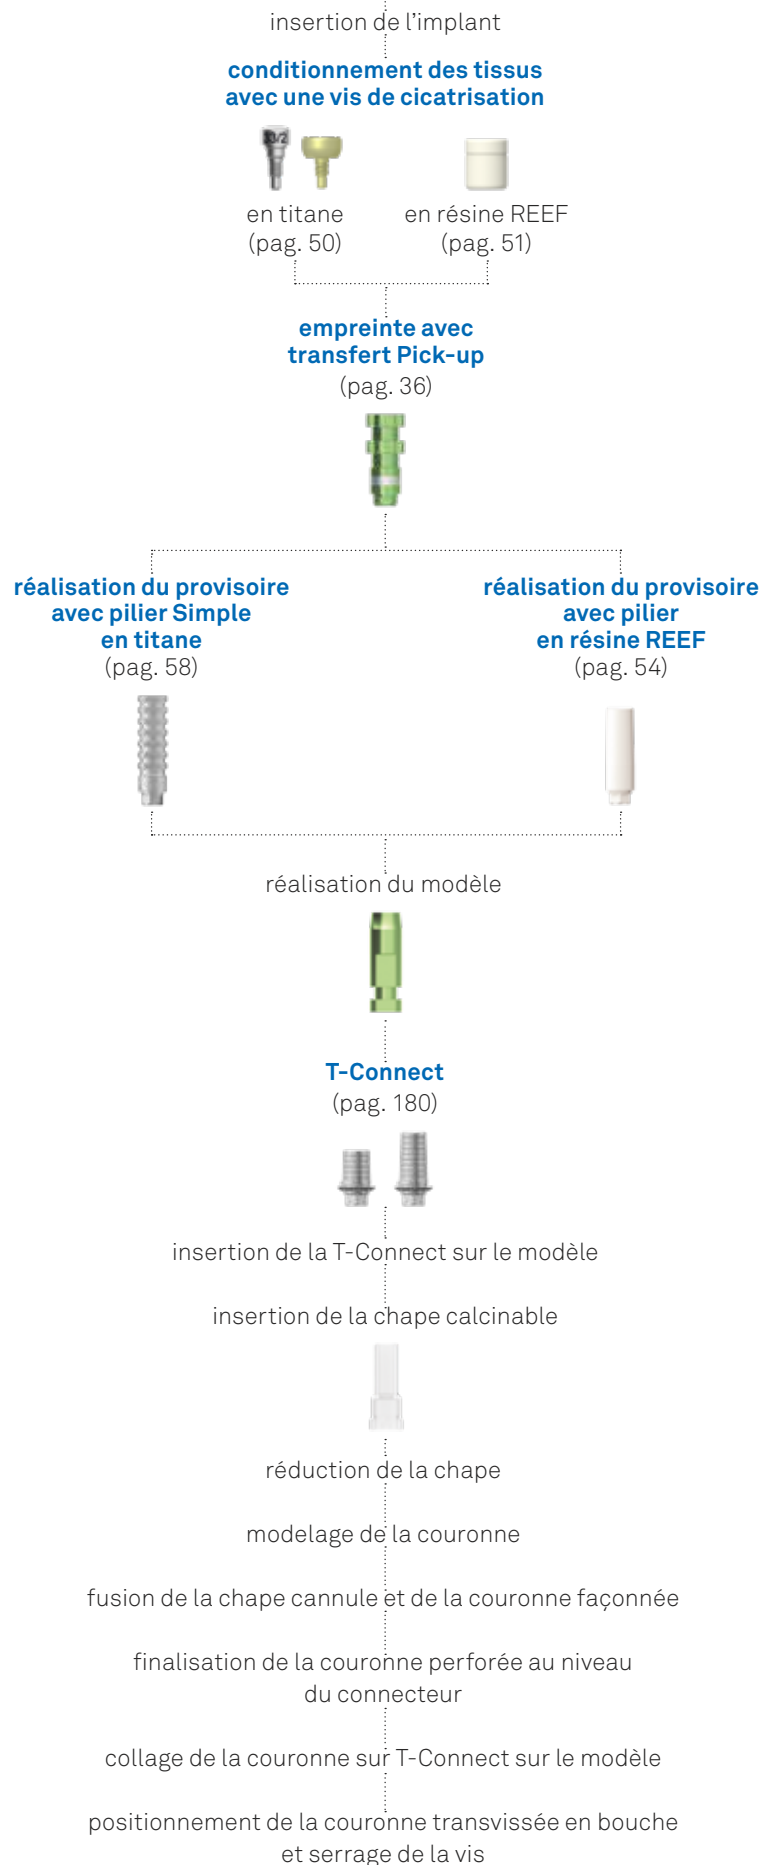 insertion de l'implant
conditionnement des tissus
avec une vis de cicatrisation
33/2
en titane
(pag. 50)
en résine REEF
(pag. 51)
empreinte avec
transfert Pick-up
(pag. 36)
réalisation du provisoire
avec pilier Simple
en titane
(pag. 58)
réalisation du provisoire
avec pilier
en résine REEF
(pag. 54)
réalisation du modèle
T-Connect
(pag. 180)
insertion de la T-Connect sur le modèle
insertion de la chape calcinable
réduction de la chape
modelage de la couronne
fusion de la chape cannule et de la couronne façonnée
finalisation de la couronne perforée au niveau
du connecteur
collage de la couronne sur T-Connect sur le modèle
positionnement de la couronne transvissée en bouche
et serrage de la vis